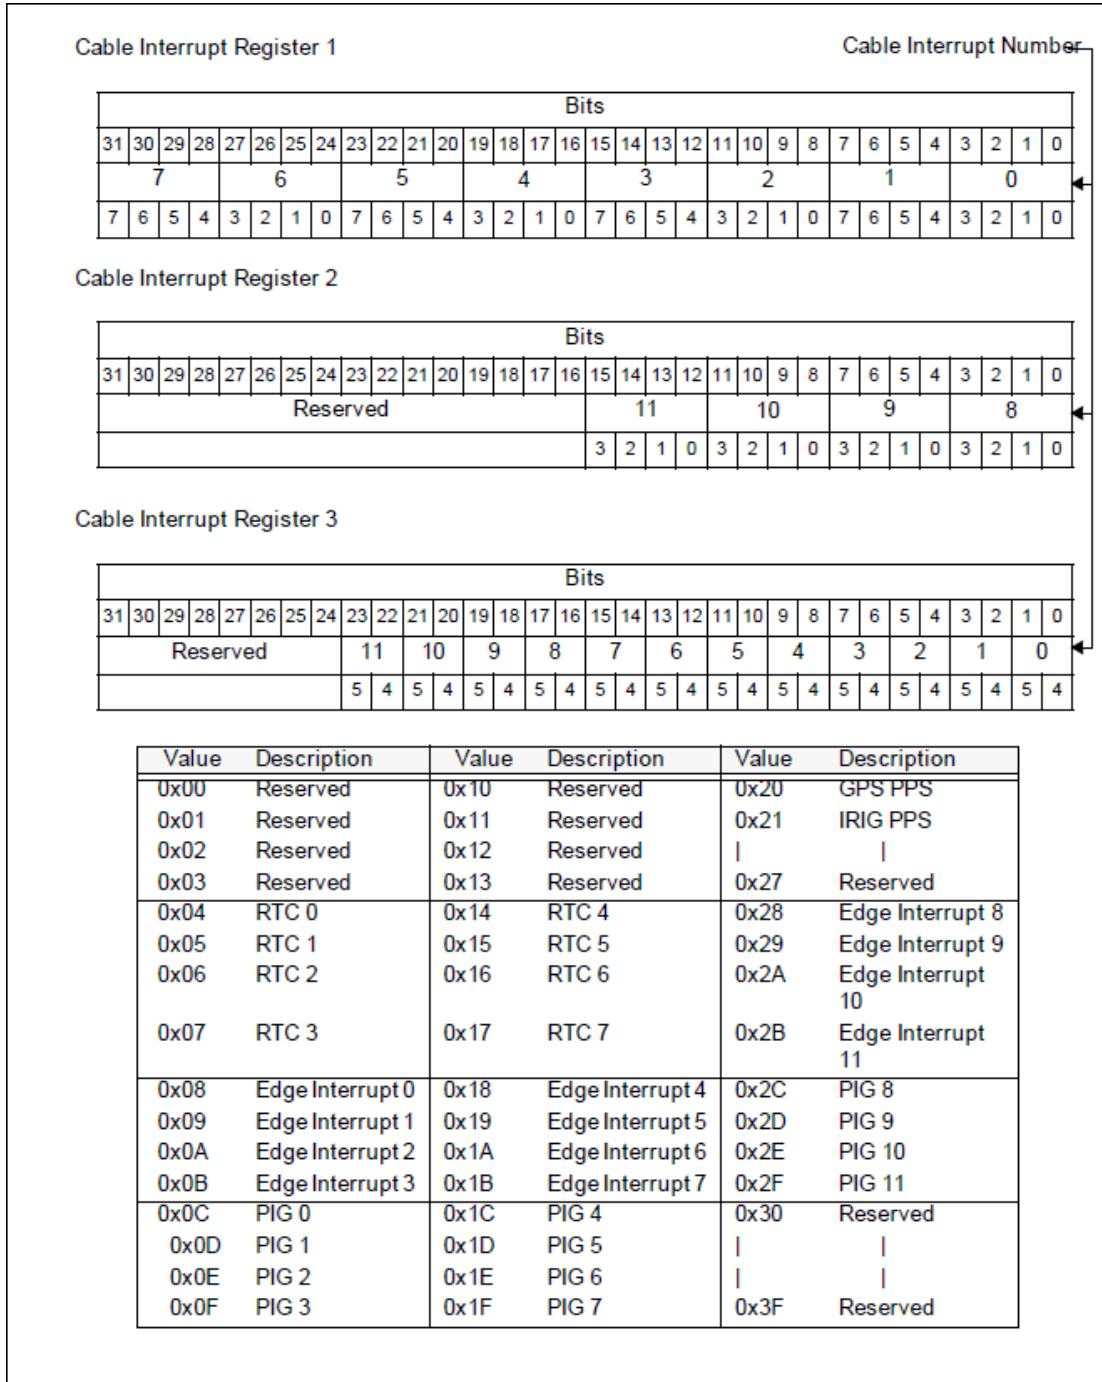 Cable Interrupt Register 1 Cable Interrupt Number
Bits
31 30 29 28 27 26 25 24 23 22 21 20 19 18 17 16 15 14 13 12 11 10 9 8 7 6 5 4 3 2 1 0
7 6 5 4 3 2 1 0
7 6 5 4 3 2 1 0 7 6 5 4 3 2 1 0 7 6 5 4 3 2 1 0 7 6 5 4 3 2 1 0
Cable Interrupt Register 2
Bits
31 30 29 28 27 26 25 24 23 22 21 20 19 18 17 16 15 14 13 12 11 10 9 8 7 6 5 4 3 2 1 0
Reserved 11 10 9 8
3 2 1 0 3 2 1 0 3 2 1 0 3 2 1 0
Cable Interrupt Register 3
Bits
31 30 29 28 27 26 25 24 23 22 21 20 19 18 17 16 15 14 13 12 11 10 9 8 7 6 5 4 3 2 1 0
Reserved 11 10 9 8 7 6 5 4 3 2 1 0
5 4 5 4 5 4 5 4 5 4 5 4 5 4 5 4 5 4 5 4 5 4 5 4
Value Description Value Description Value Description
0x00 Reserved 0x10 Reserved 0x20 GPS PPS
0x01 Reserved 0x11 Reserved 0x21 IRIG PPS
0x02 Reserved 0x12 Reserved | |
0x03 Reserved 0x13 Reserved 0x27 Reserved
0x04 RTC 0 0x14 RTC 4 0x28 Edge Interrupt 8
0x05 RTC 1 0x15 RTC 5 0x29 Edge Interrupt 9
0x06 RTC 2 0x16 RTC 6 0x2A Edge Interrupt
10
0x07 RTC 3 0x17 RTC 7 0x2B Edge Interrupt
11
0x08 Edge Interrupt 0 0x18 Edge Interrupt 4 0x2C PIG 8
0x09 Edge Interrupt 1 0x19 Edge Interrupt 5 0x2D PIG 9
0x0A Edge Interrupt 2 0x1A Edge Interrupt 6 0x2E PIG 10
0x0B Edge Interrupt 3 0x1B Edge Interrupt 7 0x2F PIG 11
0x0C PIG 0 0x1C PIG 4 0x30 Reserved
0x0D PIG 1 0x1D PIG 5 | |
0x0E PIG 2 0x1E PIG 6 | |
0x0F PIG 3 0x1F PIG 7 0x3F Reserved